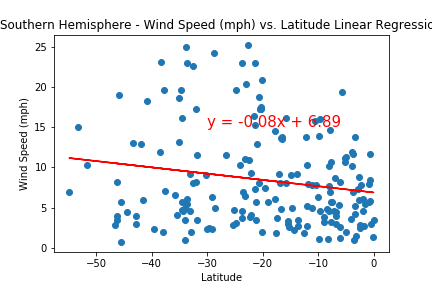 Southern Hemisphere - Wind Speed (mph) vs. Latitude Linear Regressio
25
20
15
10
5
0
Wind Speed (mph)
y = -0.08x + 6.89
−50 −40 −30 −20 −10 0
Latitude